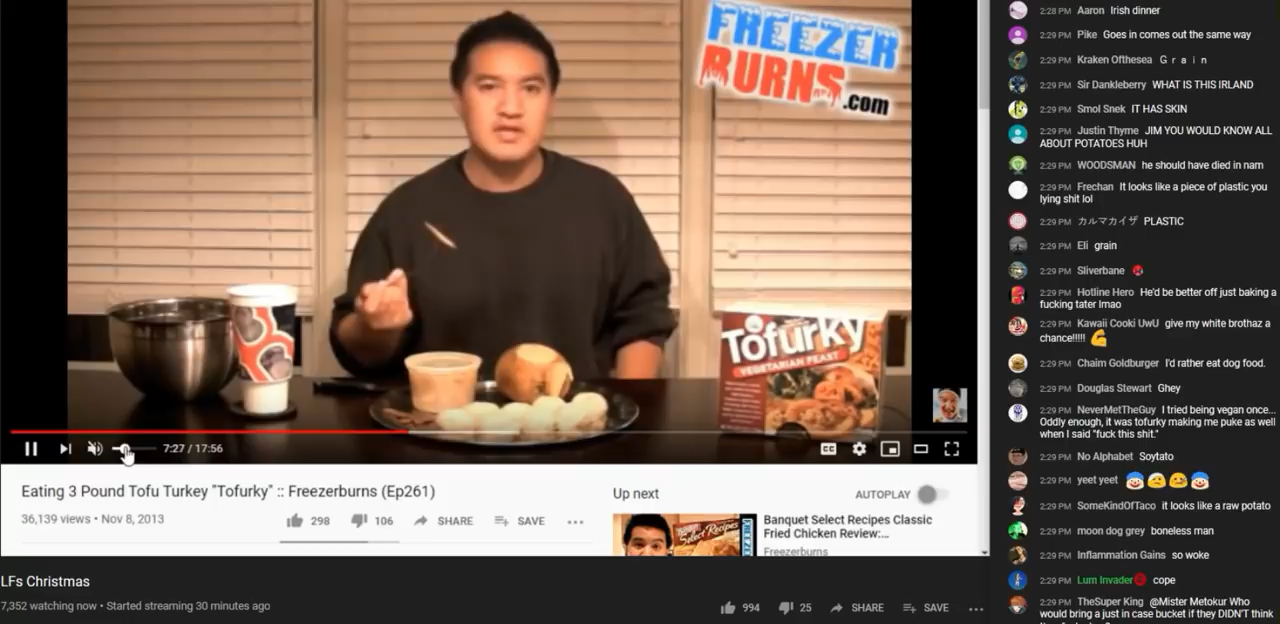 FREEZER
BURNS
.com
Tofurky
VEGETARIAN FEAST
7:27 / 17:56
CC
Eating 3 Pound Tofu Turkey "Tofurky" :: Freezerburns (Ep261)
36,139 views • Nov 8, 2013
298
106
SHARE
SAVE
Up next
AUTOPLAY
Select Recipes
Banquet Select Recipes Classic
Fried Chicken Review:...
Freezerburns
LFs Christmas
7,352 watching now • Started streaming 30 minutes ago
994
25
SHARE
SAVE
2:28 PM Aaron Irish dinner
2:29 PM Pike Goes in comes out the same way
2:29 PM Kraken Ofthesea G r a i n
2:29 PM Sir Dankleberry WHAT IS THIS IRLAND
2:29 PM Smol Snek IT HAS SKIN
2:29 PM Justin Thyme JIM YOU WOULD KNOW ALL
ABOUT POTATOES HUH
2:29 PM WOODSMAN he should have died in nam
2:29 PM Frechan It looks like a piece of plastic you
lying shit lol
2:29 PM カルマカイザ PLASTIC
2:29 PM Eli grain
2:29 PM Sliverbane
2:29 PM Hotline Hero He'd be better off just baking a
fucking tater lmao
2:29 PM Kawaii Cooki UwU give my white brothaz a
chance!!!!! 💪
2:29 PM Chaim Goldburger I'd rather eat dog food.
2:29 PM Douglas Stewart Ghey
2:29 PM NeverMetTheGuy I tried being vegan once...
Oddly enough, it was tofurky making me puke as well
when I said "fuck this shit."
2:29 PM No Alphabet Soytato
2:29 PM yeet yeet 🤡🤕🤐🤡
2:29 PM SomeKindOfTaco it looks like a raw potato
2:29 PM moon dog grey boneless man
2:29 PM Inflammation Gains so woke
2:29 PM Lum Invader cope
2:29 PM TheSuper King @Mister Metokur Who
would bring a just in case bucket if they DIDN'T think